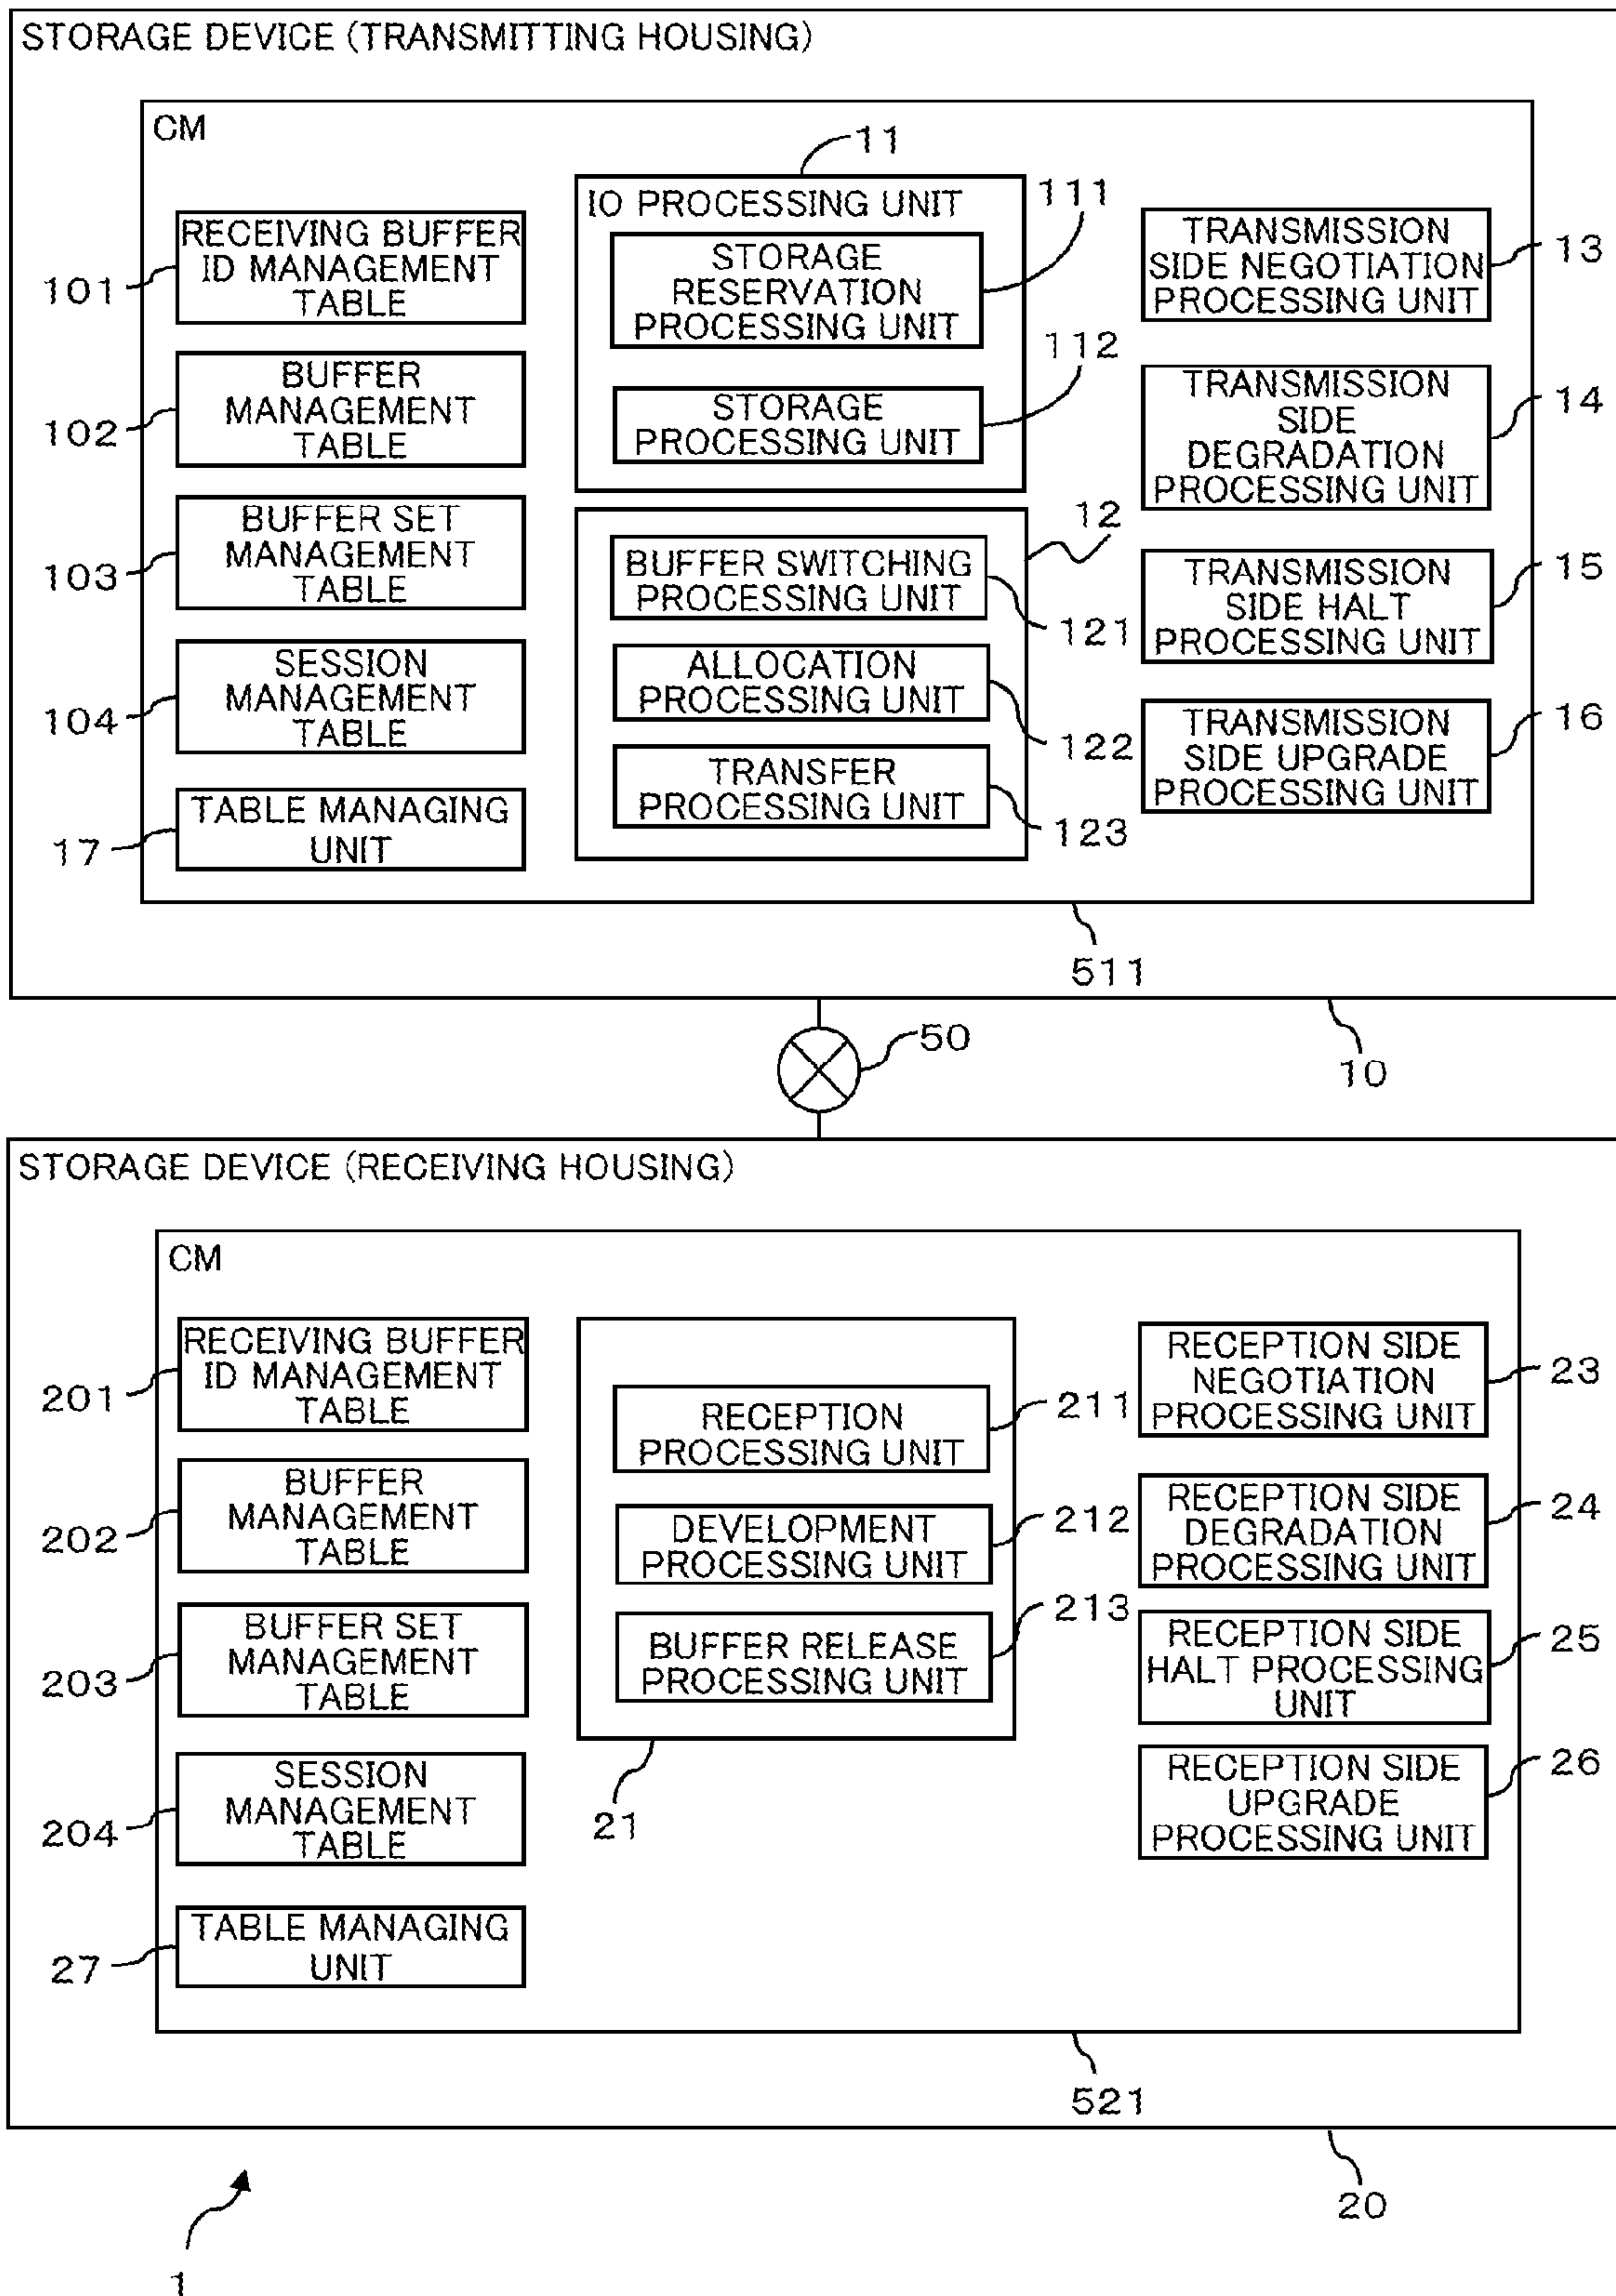 STORAGE DEVICE (TRANSMITTING HOUSING)
CM
RECEIVING BUFFER
ID MANAGEMENT
TABLE
101
BUFFER
MANAGEMENT
TABLE
102
BUFFER SET
MANAGEMENT
TABLE
103
SESSION
MANAGEMENT
TABLE
104
TABLE MANAGING
UNIT
17
11
IO PROCESSING UNIT
111
STORAGE
RESERVATION
PROCESSING UNIT
112
STORAGE
PROCESSING UNIT
12
BUFFER SWITCHING
PROCESSING UNIT
121
ALLOCATION
PROCESSING UNIT
122
TRANSFER
PROCESSING UNIT
123
TRANSMISSION
SIDE NEGOTIATION
PROCESSING UNIT
13
TRANSMISSION
SIDE
DEGRADATION
PROCESSING UNIT
14
TRANSMISSION
SIDE HALT
PROCESSING UNIT
15
TRANSMISSION
SIDE UPGRADE
PROCESSING UNIT
16
511
10
50
STORAGE DEVICE (RECEIVING HOUSING)
CM
RECEIVING BUFFER
ID MANAGEMENT
TABLE
201
BUFFER
MANAGEMENT
TABLE
202
BUFFER SET
MANAGEMENT
TABLE
203
SESSION
MANAGEMENT
TABLE
204
TABLE MANAGING
UNIT
27
RECEPTION
PROCESSING UNIT
211
DEVELOPMENT
PROCESSING UNIT
212
BUFFER RELEASE
PROCESSING UNIT
213
21
RECEPTION SIDE
NEGOTIATION
PROCESSING UNIT
23
RECEPTION SIDE
DEGRADATION
PROCESSING UNIT
24
RECEPTION SIDE
HALT PROCESSING
UNIT
25
RECEPTION SIDE
UPGRADE
PROCESSING UNIT
26
521
20
1